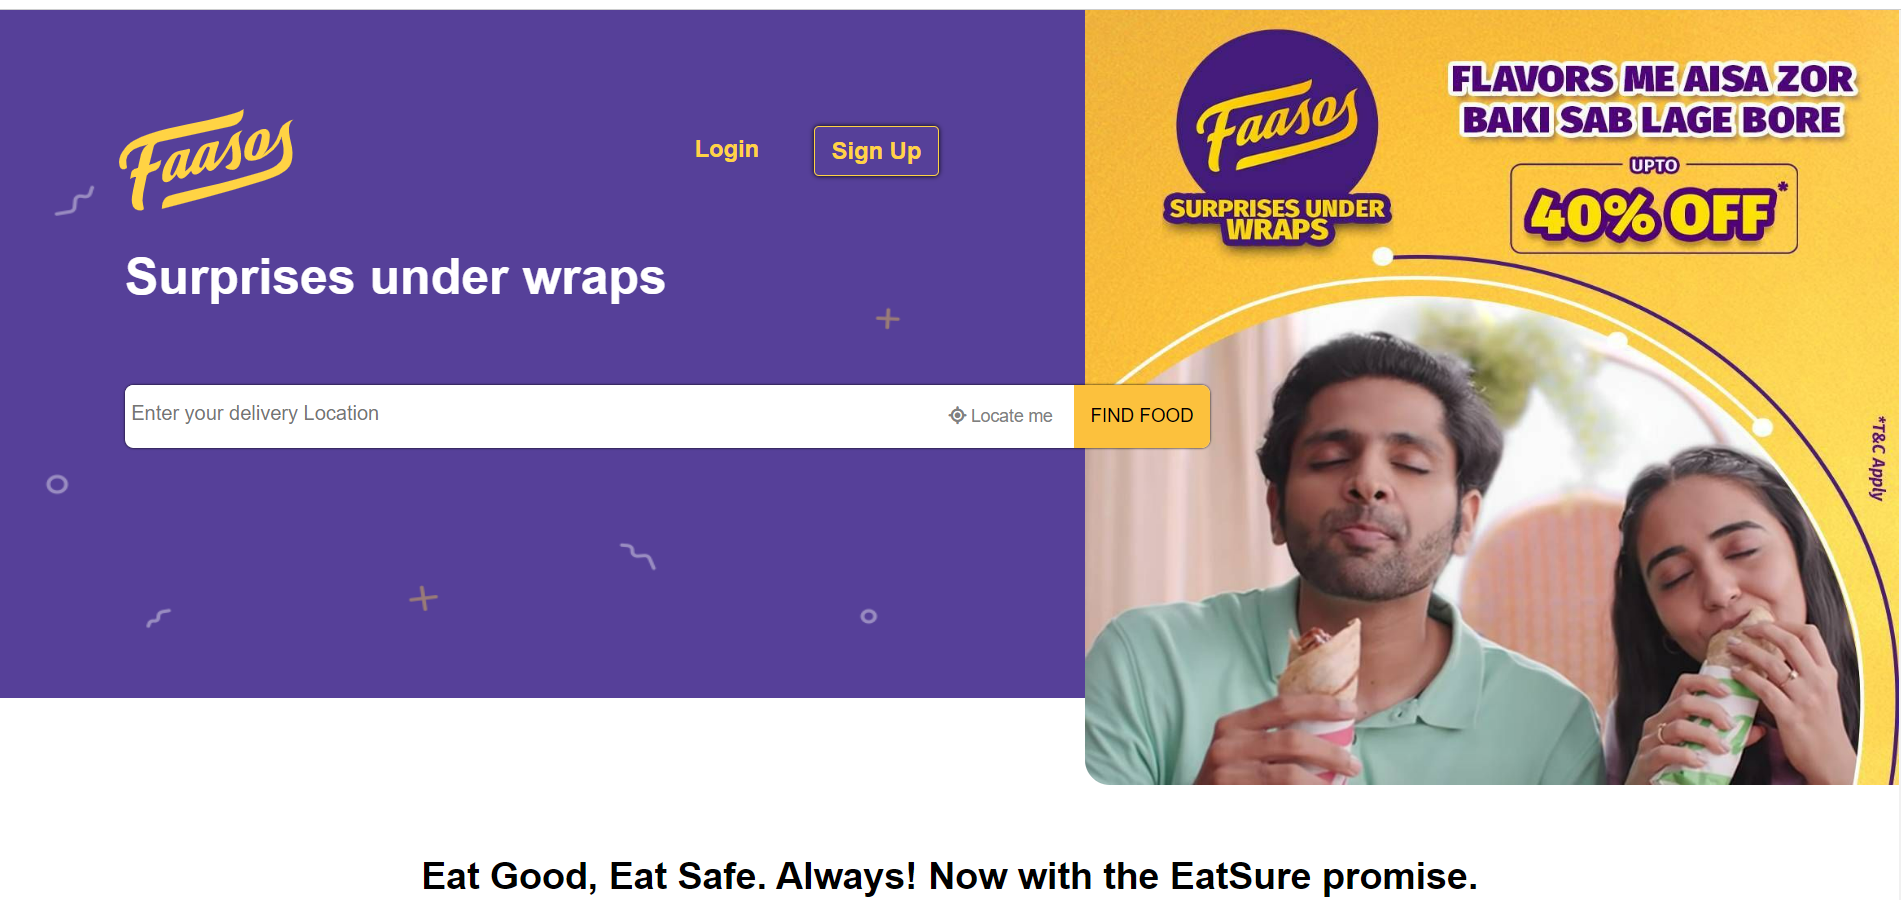 Faasos
Login
Sign Up
Surprises under wraps
Enter your delivery Location
Locate me
FIND FOOD
Faasos
SURPRISES UNDER
WRAPS
FLAVORS ME AISA ZOR
BAKI SAB LAGE BORE
UPTO
40% OFF*
*T&C Apply
Eat Good, Eat Safe. Always! Now with the EatSure promise.